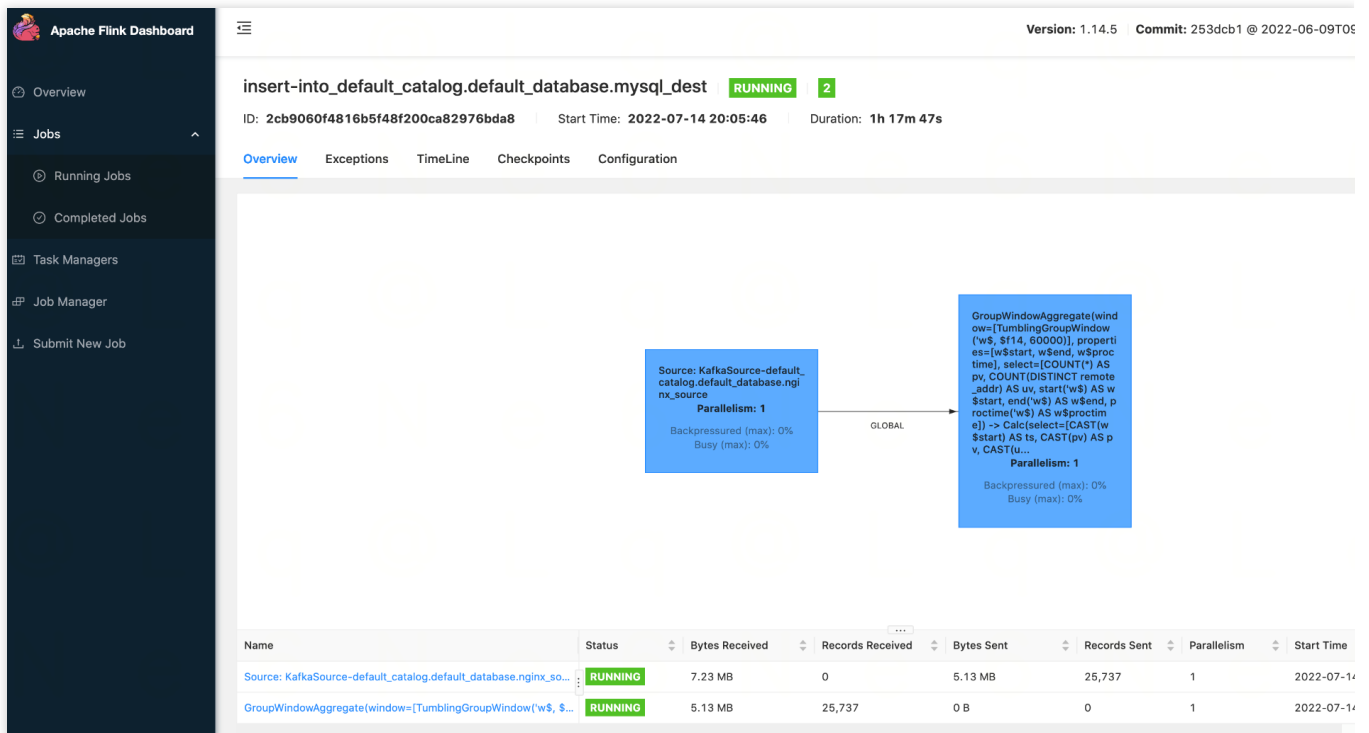 Apache Flink Dashboard
Version: 1.14.5 Commit: 253dcb1 @ 2022-06-09T09
Overview
Jobs
Running Jobs
Completed Jobs
Task Managers
Job Manager
Submit New Job
insert-into_default_catalog.default_database.mysql_dest RUNNING 2
ID: 2cb9060f4816b5f48f200ca82976bda8 Start Time: 2022-07-14 20:05:46 Duration: 1h 17m 47s
Overview Exceptions TimeLine Checkpoints Configuration
Source: KafkaSource-default_
catalog.default_database.ngi
nx_source
Parallelism: 1
Backpressured (max): 0%
Busy (max): 0%
GLOBAL
GroupWindowAggregate(wind
ow=[TumblingGroupWindow
('w$, $f14, 60000)], properti
es=[w$start, w$end, w$proc
time], select=[COUNT(*) AS
pv, COUNT(DISTINCT remote
_addr) AS uv, start('w$) AS w
$start, end('w$) AS w$end, p
roctime('w$) AS w$proctim
e]) -> Calc(select=[CAST(w
$start) AS ts, CAST(pv) AS p
v, CAST(u...
Parallelism: 1
Backpressured (max): 0%
Busy (max): 0%
Name Status Bytes Received Records Received Bytes Sent Records Sent Parallelism Start Time
Source: KafkaSource-default_catalog.default_database.nginx_so... RUNNING 7.23 MB 0 5.13 MB 25,737 1 2022-07-14
GroupWindowAggregate(window=[TumblingGroupWindow('w$, $... RUNNING 5.13 MB 25,737 0 B 0 1 2022-07-14